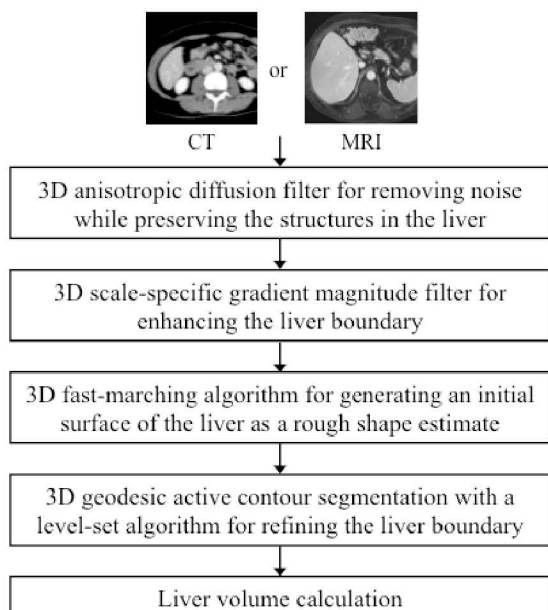 or
CT MRI
3D anisotropic diffusion filter for removing noise
while preserving the structures in the liver
3D scale-specific gradient magnitude filter for
enhancing the liver boundary
3D fast-marching algorithm for generating an initial
surface of the liver as a rough shape estimate
3D geodesic active contour segmentation with a
level-set algorithm for refining the liver boundary
Liver volume calculation